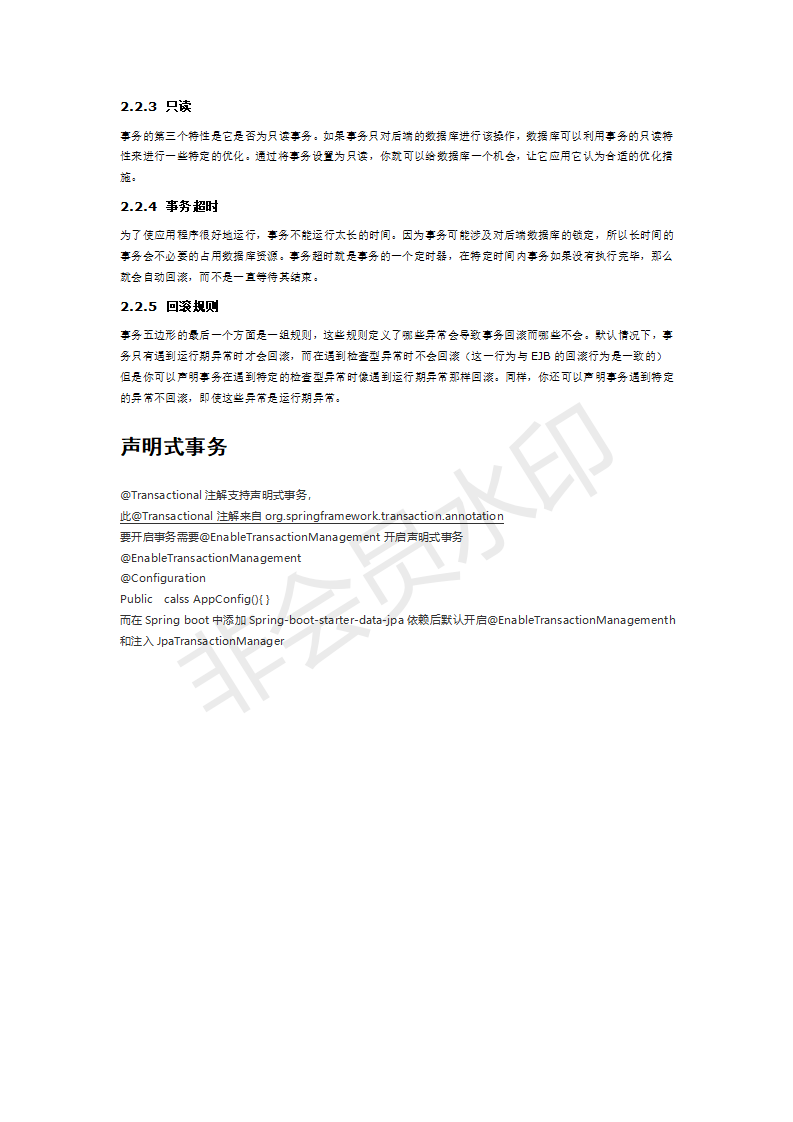 2.2.3 只读
事务的第三个特性是它是否为只读事务。如果事务只对后端的数据库进行该操作，数据库可以利用事务的只读特
性来进行一些特定的优化。通过将事务设置为只读，你就可以给数据库一个机会，让它应用它认为合适的优化措
施。
2.2.4 事务超时
为了使应用程序很好地运行，事务不能运行太长的时间。因为事务可能涉及对后端数据库的锁定，所以长时间的
事务会不必要的占用数据库资源。事务超时就是事务的一个定时器，在特定时间内事务如果没有执行完毕，那么
就会自动回滚，而不是一直等待其结束。
2.2.5 回滚规则
事务五边形的最后一个方面是一组规则，这些规则定义了哪些异常会导致事务回滚而哪些不会。默认情况下，事
务只有遇到运行期异常时才会回滚，而在遇到检查型异常时不会回滚（这一行为与 EJB 的回滚行为是一致的）
但是你可以声明事务在遇到特定的检查型异常时像遇到运行期异常那样回滚。同样，你还可以声明事务遇到特定
的异常不回滚，即使这些异常是运行期异常。
声明式事务
@Transactional 注解支持声明式事务，
此@Transactional 注解来自 org.springframework.transaction.annotation
要开启事务需要@EnableTransactionManagement 开启声明式事务
@EnableTransactionManagement
@Configuration
Public calss AppConfig(){ }
而在 Spring boot 中添加 Spring-boot-starter-data-jpa 依赖后默认开启@EnableTransactionManagementh
和注入 JpaTransactionManager
非会员水印